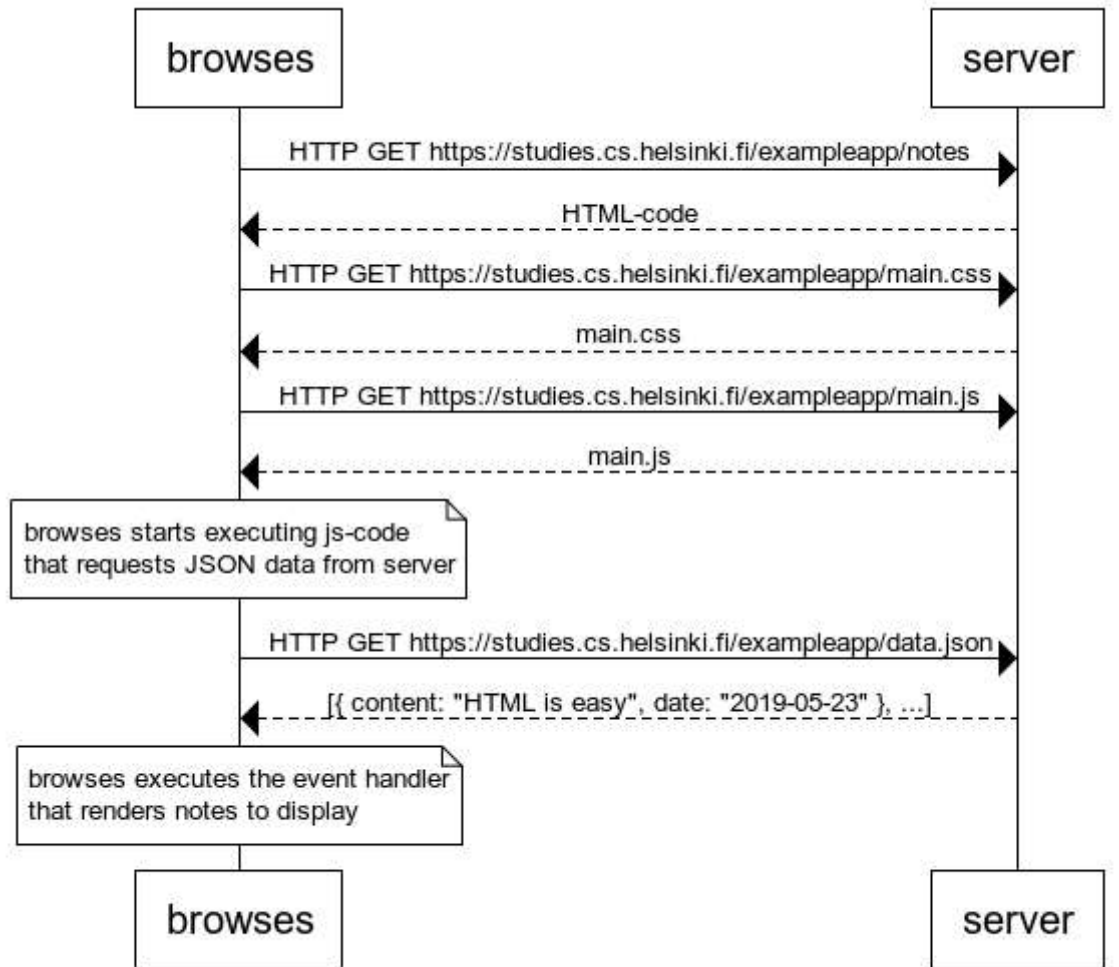 browses
server
HTTP GET https://studies.cs.helsinki.fi/exampleapp/notes
HTML-code
HTTP GET https://studies.cs.helsinki.fi/exampleapp/main.css
main.css
HTTP GET https://studies.cs.helsinki.fi/exampleapp/main.js
main.js
browses starts executing js-code
that requests JSON data from server
HTTP GET https://studies.cs.helsinki.fi/exampleapp/data.json
[{ content: "HTML is easy", date: "2019-05-23" }, ...]
browses executes the event handler
that renders notes to display
browses
server